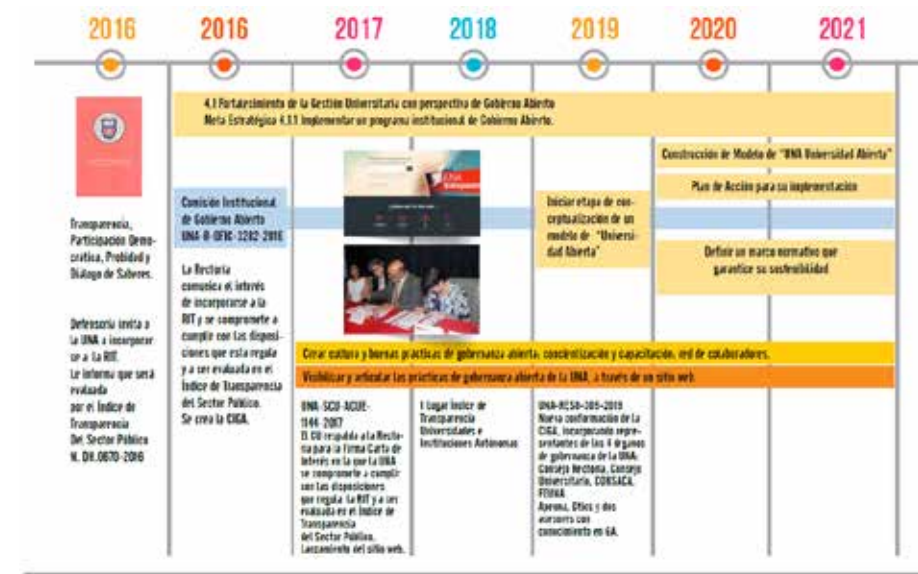 2016
2016
2017
2018
2019
2020
2021
4.1 Fortalecimiento de la Gestión Universitaria con perspectiva de Gobierno Abierto
Meta Estratégica 4.1.1 Implementar un programa institucional de Gobierno Abierto.
Transparencia,
Participación Demo-
crática, Probidad y
Diálogo de Saberes.
Defensoría invita a
la UNA a incorporar
se a la RIT.
Le informa que será
evaluada
por el Índice de
Transparencia
Del Sector Público
N. DH.0670-2016
Comisión Institucional
de Gobierno Abierto
UNA-R-OFIC-3202-2016
La Rectoría
comunica el interés
de incorporarse a la
RIT y se compromete a
cumplir con las disposi-
ciones que esta regula
y a ser evaluada en el
Índice de Transparencia
del Sector Público.
Se crea la CIGA.
UNA
transparente
Iniciar etapa de con-
ceptualización de un
modelo de "Universi-
dad Abierta"
Construcción de Modelo de "UNA Universidad Abierta"
Plan de Acción para su implementación
Definir un marco normativo que
garantice su sostenibilidad
Crear cultura y buenas prácticas de gobernanza abierta: concientización y capacitación, red de colaboradores.
Visibilizar y articular las prácticas de gobernanza abierta de la UNA, a través de un sitio web
UNA-SCU-ACUE-
1144-2017
El CU respalda a la Recto-
ría para la Firma Carta de
Interés en la que la UNA
se compromete a cumplir
con las disposiciones
que regula la RIT y a ser
evaluada en el Índice de
Transparencia
del Sector Público.
Lanzamiento del sitio web.
I Lugar Índice de
Transparencia
Universidades e
Instituciones Autónomas
UNA-RESO-305-2019
Nueva conformación de la
CIGA, incorporando repre-
sentantes de los 4 órganos
de gobernanza de la UNA:
Consejo Rectoría, Consejo
Universitario, CONSACA,
FEUNA
Apeuna, Dtics y dos
asesores con
conocimiento en GA.